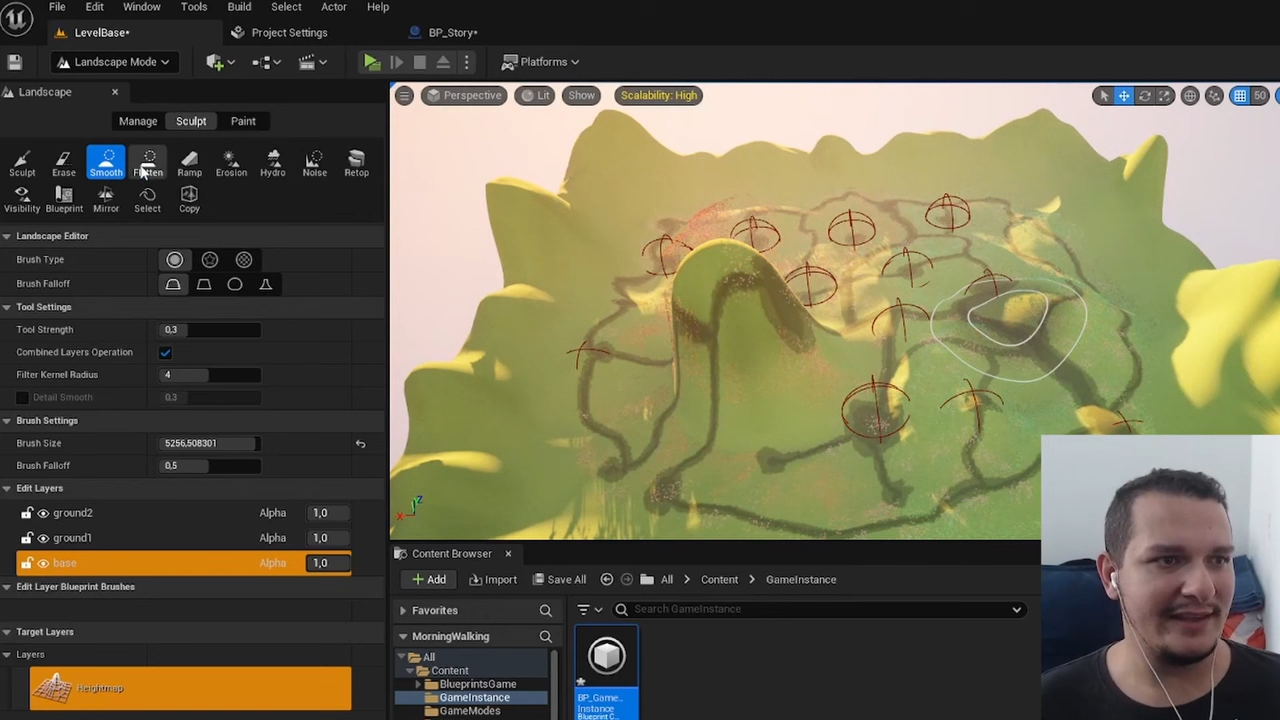 File Edit Window Tools Build Select Actor Help
LevelBase* Project Settings BP_Story*
Landscape Mode Platforms
Landscape
Perspective Lit Show Scalability: High 50
Manage Sculpt Paint
Sculpt Erase Smooth Flatten Ramp Erosion Hydro Noise Retop
Visibility Blueprint Mirror Select Copy
Landscape Editor
Brush Type
Brush Falloff
Tool Settings
Tool Strength 0,3
Combined Layers Operation
Filter Kernel Radius 4
Detail Smooth 0,3
Brush Settings
Brush Size 5256,508301
Brush Falloff 0,5
Edit Layers
ground2 Alpha 1,0
ground1 Alpha 1,0
base Alpha 1,0
Edit Layer Blueprint Brushes
Target Layers
Layers
Heightmap
X Z
Content Browser
Add Import Save All All Content GameInstance
Favorites
Search GameInstance
MorningWalking
All
Content
BlueprintsGame
GameInstance
GameModes
BP_Game..
Instance
Blueprint C...